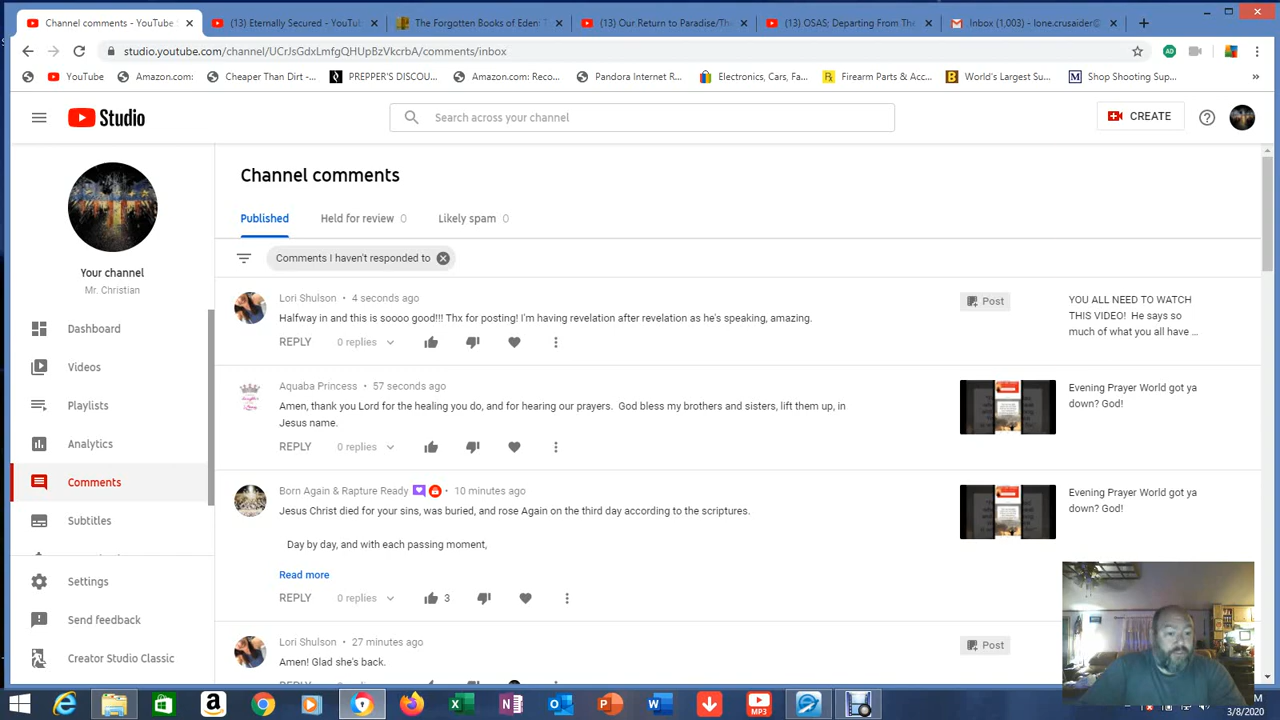 Channel comments - YouTube S
(13) Eternally Secured - YouTub
The Forgotten Books of Eden: T
(13) Our Return to Paradise/The
(13) OSAS; Departing From The
Inbox (1,003) - lone.crusaider@
studio.youtube.com/channel/UCrJsGdxLmfgQHUpBzVkcrbA/comments/inbox
YouTube
Amazon.com:
Cheaper Than Dirt -...
PREPPER'S DISCOU...
Amazon.com: Reco...
Pandora Internet R...
Electronics, Cars, Fa...
Firearm Parts & Acc...
World's Largest Su...
Shop Shooting Sup...
Studio
Search across your channel
CREATE
Your channel
Mr. Christian
Dashboard
Videos
Playlists
Analytics
Comments
Subtitles
Settings
Send feedback
Creator Studio Classic
Channel comments
Published
Held for review 0
Likely spam 0
Comments I haven't responded to
Lori Shulson • 4 seconds ago
Halfway in and this is soooo good!!! Thx for posting! I'm having revelation after revelation as he's speaking, amazing.
REPLY 0 replies
Post
YOU ALL NEED TO WATCH
THIS VIDEO! He says so
much of what you all have ...
Aquaba Princess • 57 seconds ago
Amen, thank you Lord for the healing you do, and for hearing our prayers. God bless my brothers and sisters, lift them up, in
Jesus name.
REPLY 0 replies
Evening Prayer World got ya
down? God!
Born Again & Rapture Ready • 10 minutes ago
Jesus Christ died for your sins, was buried, and rose Again on the third day according to the scriptures.
Day by day, and with each passing moment,
Read more
REPLY 0 replies 3
Evening Prayer World got ya
down? God!
Lori Shulson • 27 minutes ago
Amen! Glad she's back.
Post
MP3
3/8/2020